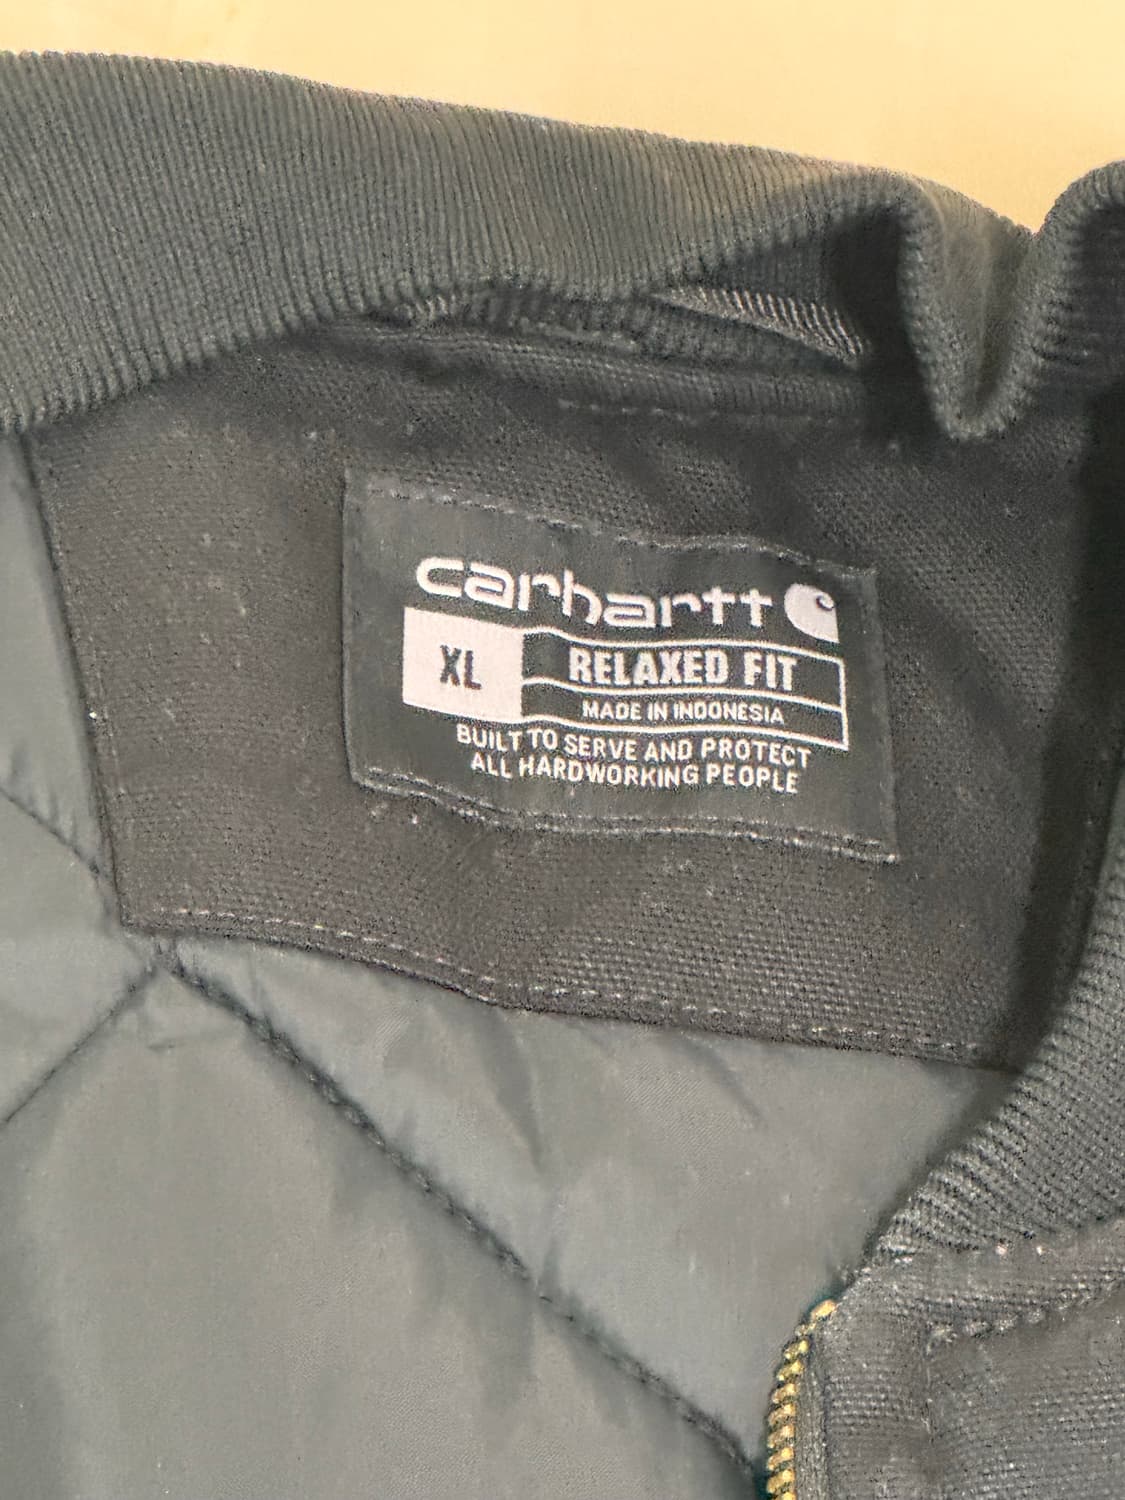 carhartt
XL
RELAXED FIT
MADE IN INDONESIA
BUILT TO SERVE AND PROTECT
ALL HARDWORKING PEOPLE